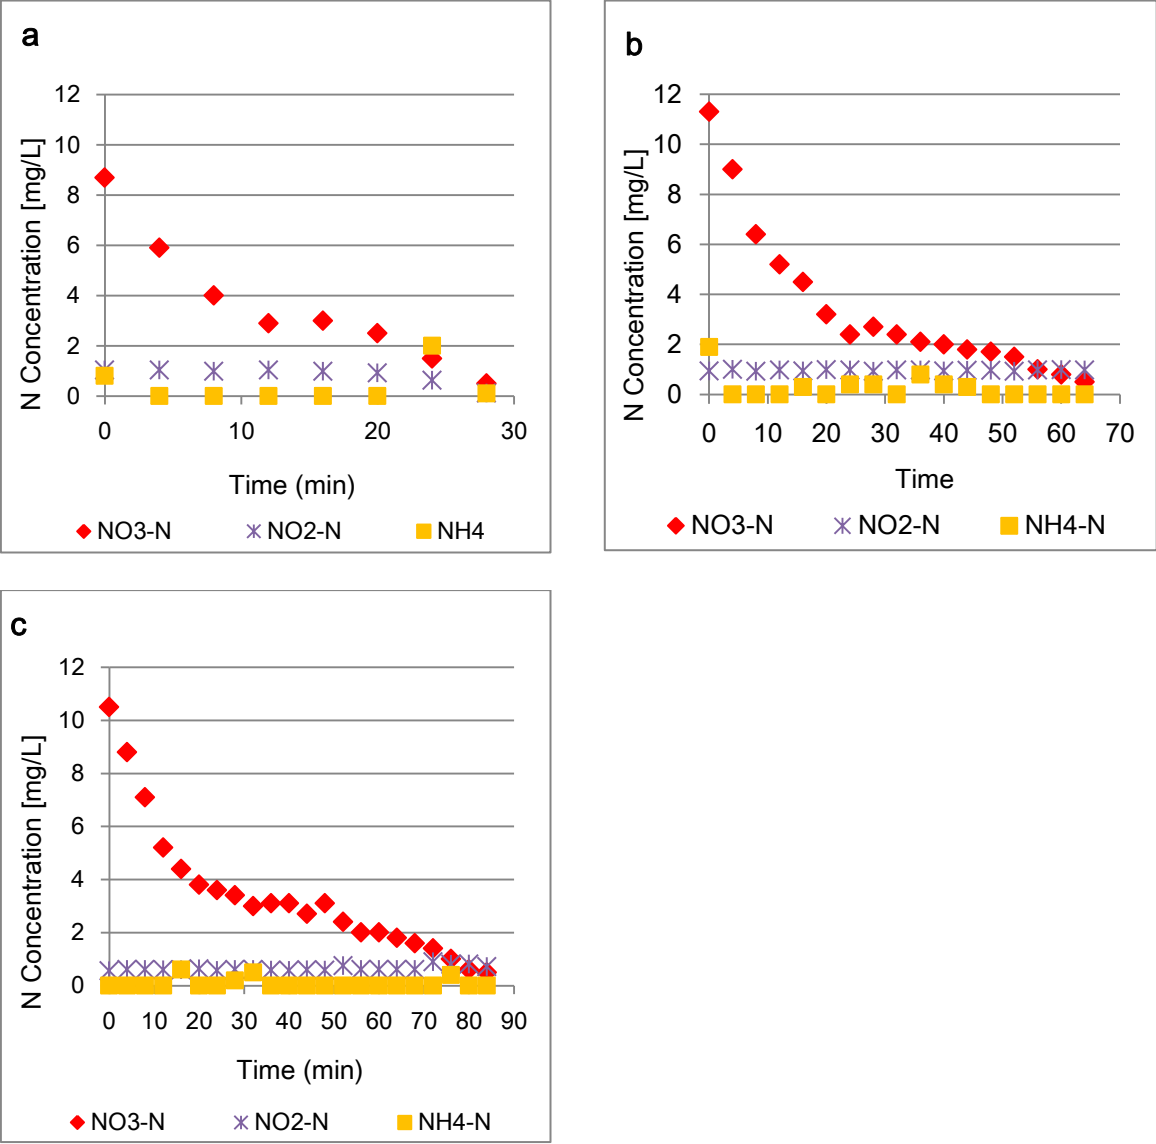 a
N Concentration [mg/L]
12
10
8
6
4
2
0
0 10 20 30
Time (min)
NO3-N NO2-N NH4
b
N Concentration [mg/L]
12
10
8
6
4
2
0
0 10 20 30 40 50 60 70
Time
NO3-N NO2-N NH4-N
c
N Concentration [mg/L]
12
10
8
6
4
2
0
0 10 20 30 40 50 60 70 80 90
Time (min)
NO3-N NO2-N NH4-N